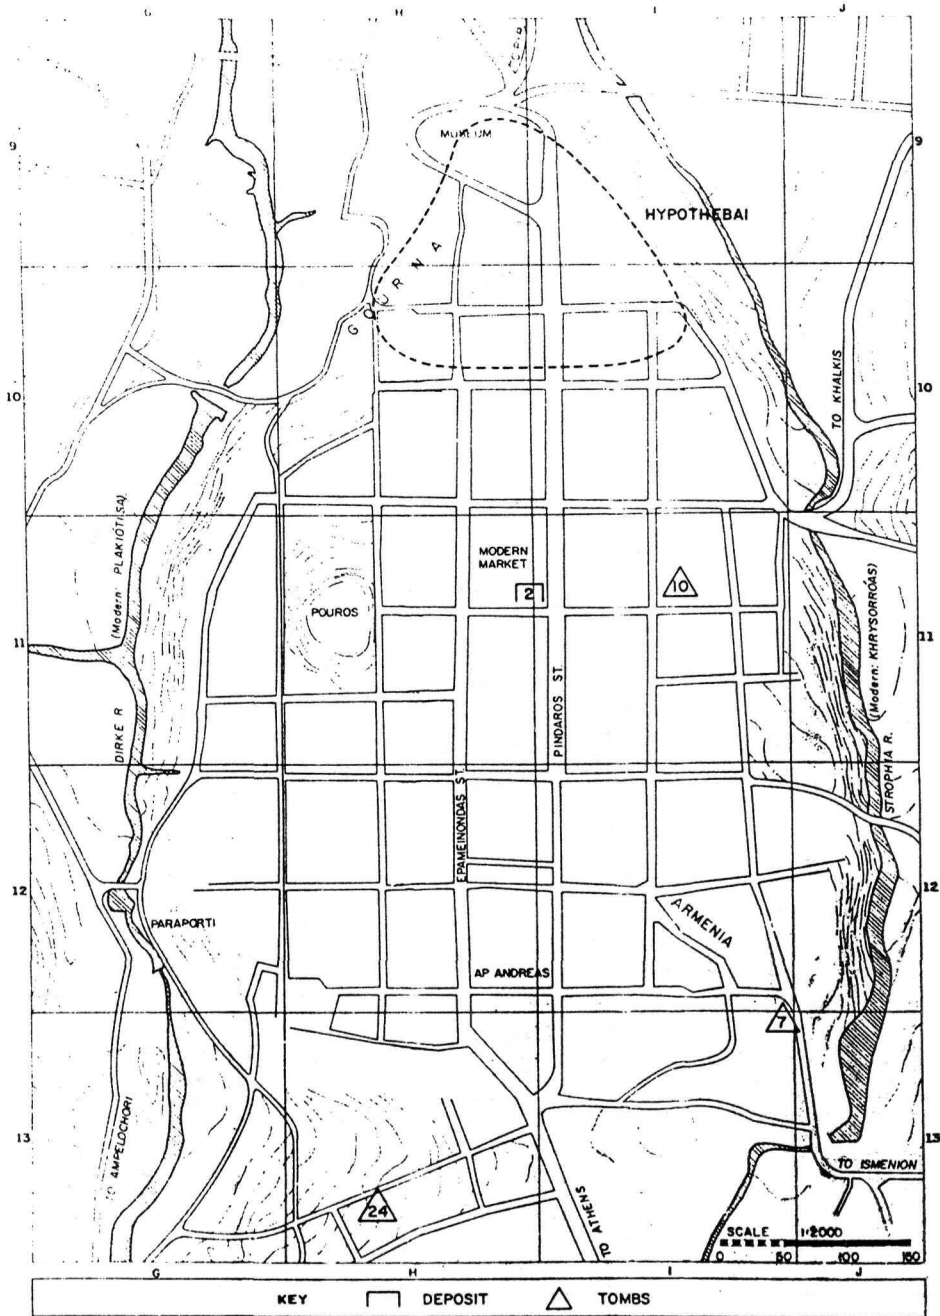 G H I J
MUSEUM
9 9
HYPOTHEBAI
GOURNA
TO KHALKIS
10 10
(Modern: PLAKIOTISSA)
MODERN
MARKET
2
10
POUROS
11 11
(Modern: KHRYSORROAS)
DIRKE R
PINDAROS ST.
STROPHIA R.
EPAMEINONDAS ST.
12 12
ARMENIA
PARAPORTI
AP ANDREAS
7
13 13
TO AMPELOCHORI
TO ISMENION
24
TO ATHENS
SCALE 1:2000
0 50 100 150
G H I J
KEY DEPOSIT TOMBS